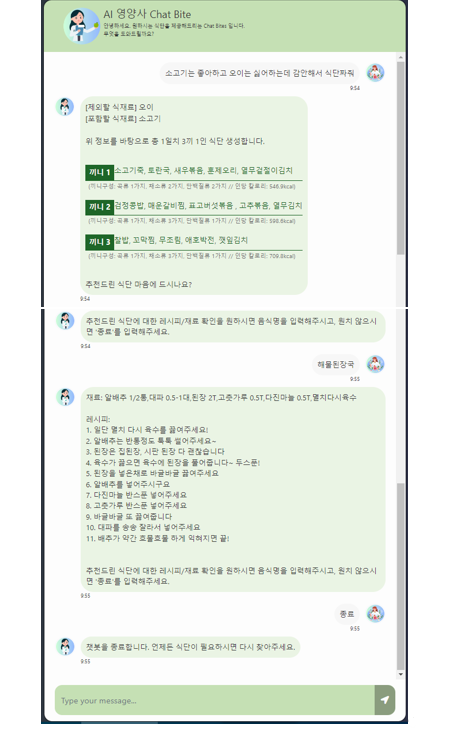 AI 영양사 Chat Bite
안녕하세요. 원하시는 식단을 제공해드리는 Chat Bites 입니다.
무엇을 도와드릴까요?
소고기는 좋아하고 오이는 싫어하는데 감안해서 식단짜줘
9:54
[제외할 식재료] 오이
[포함할 식재료] 소고기
위 정보를 바탕으로 총 1일치 3끼 1인 식단 생성합니다.
끼니 1 소고기죽, 토란국, 새우볶음, 훈제오리, 열무겉절이김치
(끼니구성: 곡류 1가지, 채소류 2가지, 단백질류 2가지 // 인당 칼로리: 546.9kcal)
끼니 2 검정콩밥, 매운갈비찜, 표고버섯볶음, 고추볶음, 열무김치
(끼니구성: 곡류 1가지, 채소류 3가지, 단백질류 1가지 // 인당 칼로리: 598.6kcal)
끼니 3 찰밥, 꼬막찜, 무조림, 애호박전, 깻잎김치
(끼니구성: 곡류 1가지, 채소류 3가지, 단백질류 1가지 // 인당 칼로리: 709.8kcal)
추천드린 식단 마음에 드시나요?
9:54
추천드린 식단에 대한 레시피/재료 확인을 원하시면 음식명을 입력해주시고, 원치 않으시
면 '종료'를 입력해주세요.
9:54
해물된장국
9:55
재료: 알배추 1/2통,대파 0.5-1대,된장 2T,고춧가루 0.5T,다진마늘 0.5T,멸치다시육수
레시피:
1. 일단 멸치 다시 육수를 끓여주세요!
2. 알배추는 반통정도 툭툭 썰어주세요~
3. 된장은 집된장, 시판 된장 다 괜찮습니다
4. 육수가 끓으면 육수에 된장을 풀어줍니다~ 두스푼!
5. 된장을 넣은채로 바글바글 끓여주세요
6. 알배추를 넣어주시구요
7. 다진마늘 반스푼 넣어주세요
8. 고춧가루 반스푼 넣어주세요
9. 바글바글 또 끓여줍니다
10. 대파를 송송 잘라서 넣어주세요
11. 배추가 약간 흐물흐물 하게 익혀지면 끝!
추천드린 식단에 대한 레시피/재료 확인을 원하시면 음식명을 입력해주시고, 원치 않으시
면 '종료'를 입력해주세요.
9:55
종료
9:55
챗봇을 종료합니다. 언제든 식단이 필요하시면 다시 찾아주세요.
9:55
Type your message...